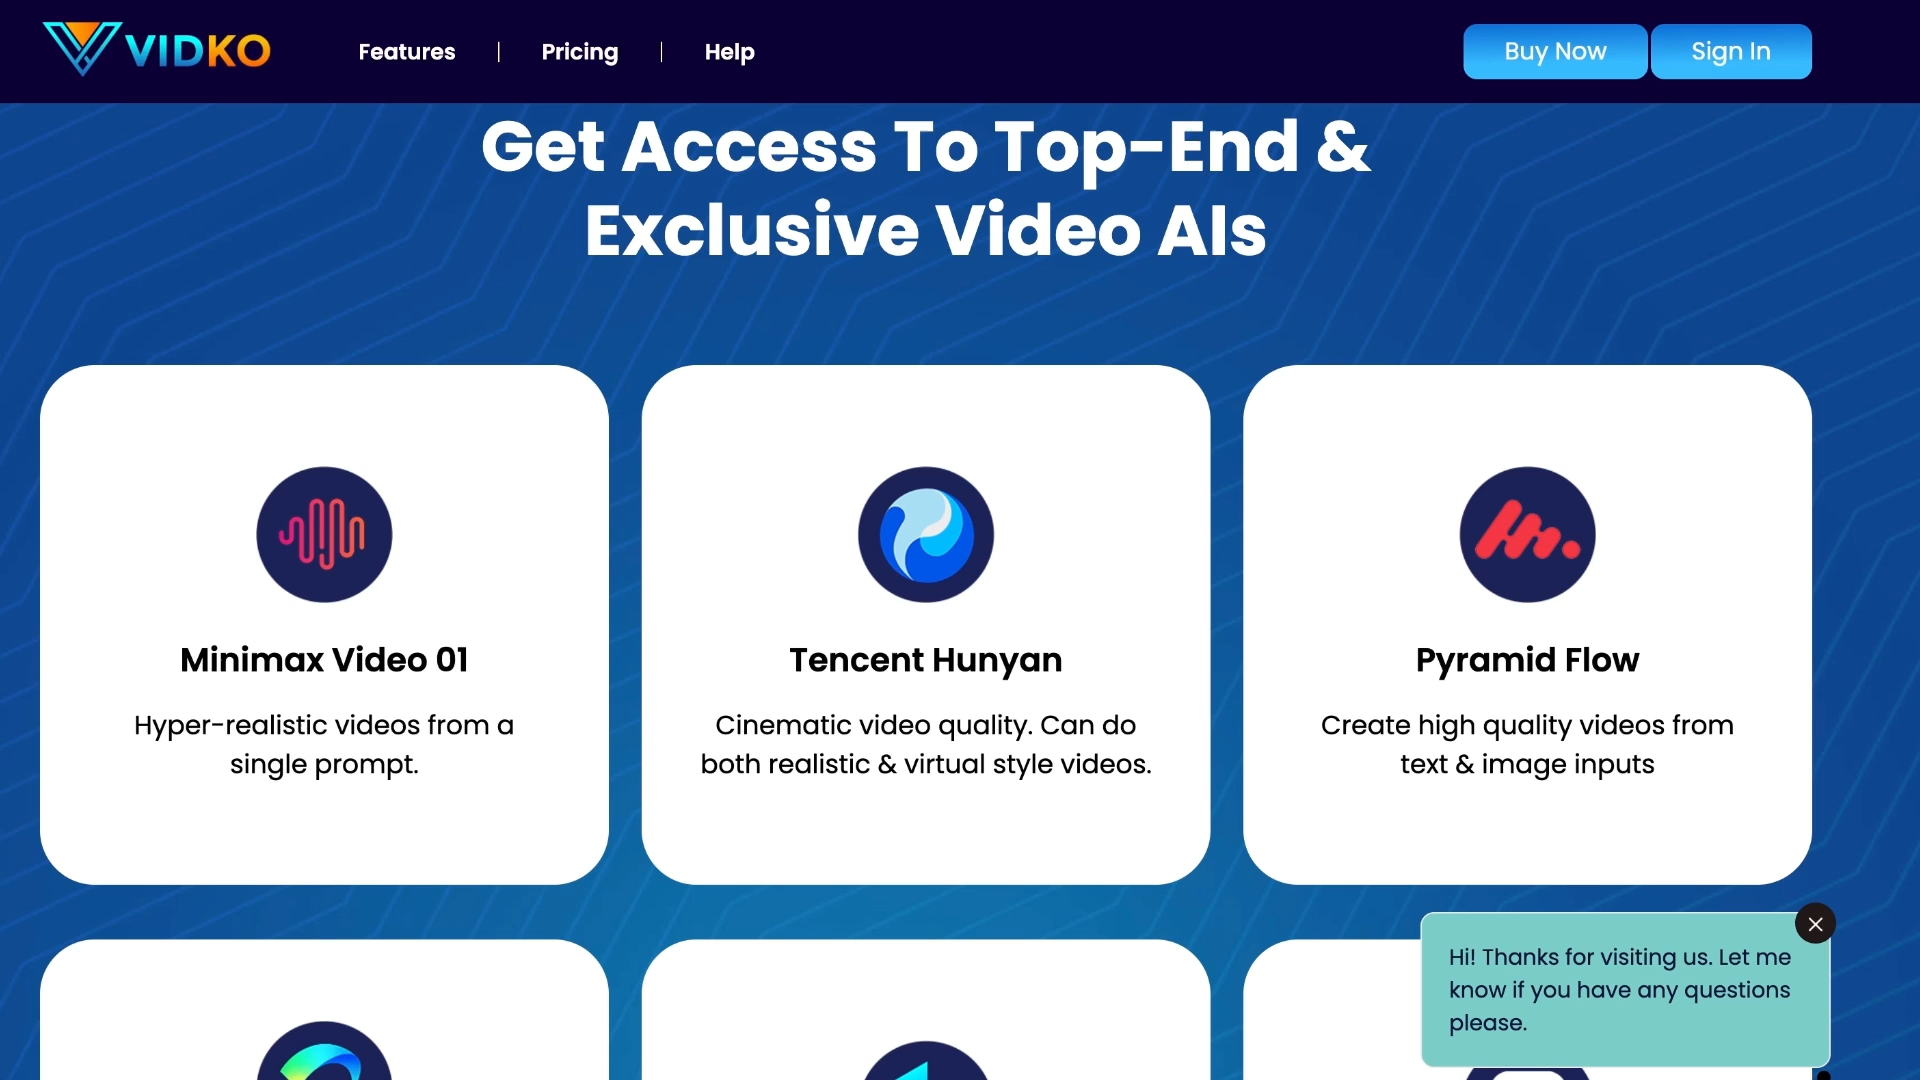 VIDKO
Features
Pricing
Help
Buy Now
Sign In
Get Access To Top-End &
Exclusive Video AIs
Minimax Video 01
Hyper-realistic videos from a
single prompt.
Tencent Hunyan
Cinematic video quality. Can do
both realistic & virtual style videos.
Pyramid Flow
Create high quality videos from
text & image inputs
Hi! Thanks for visiting us. Let me
know if you have any questions
please.